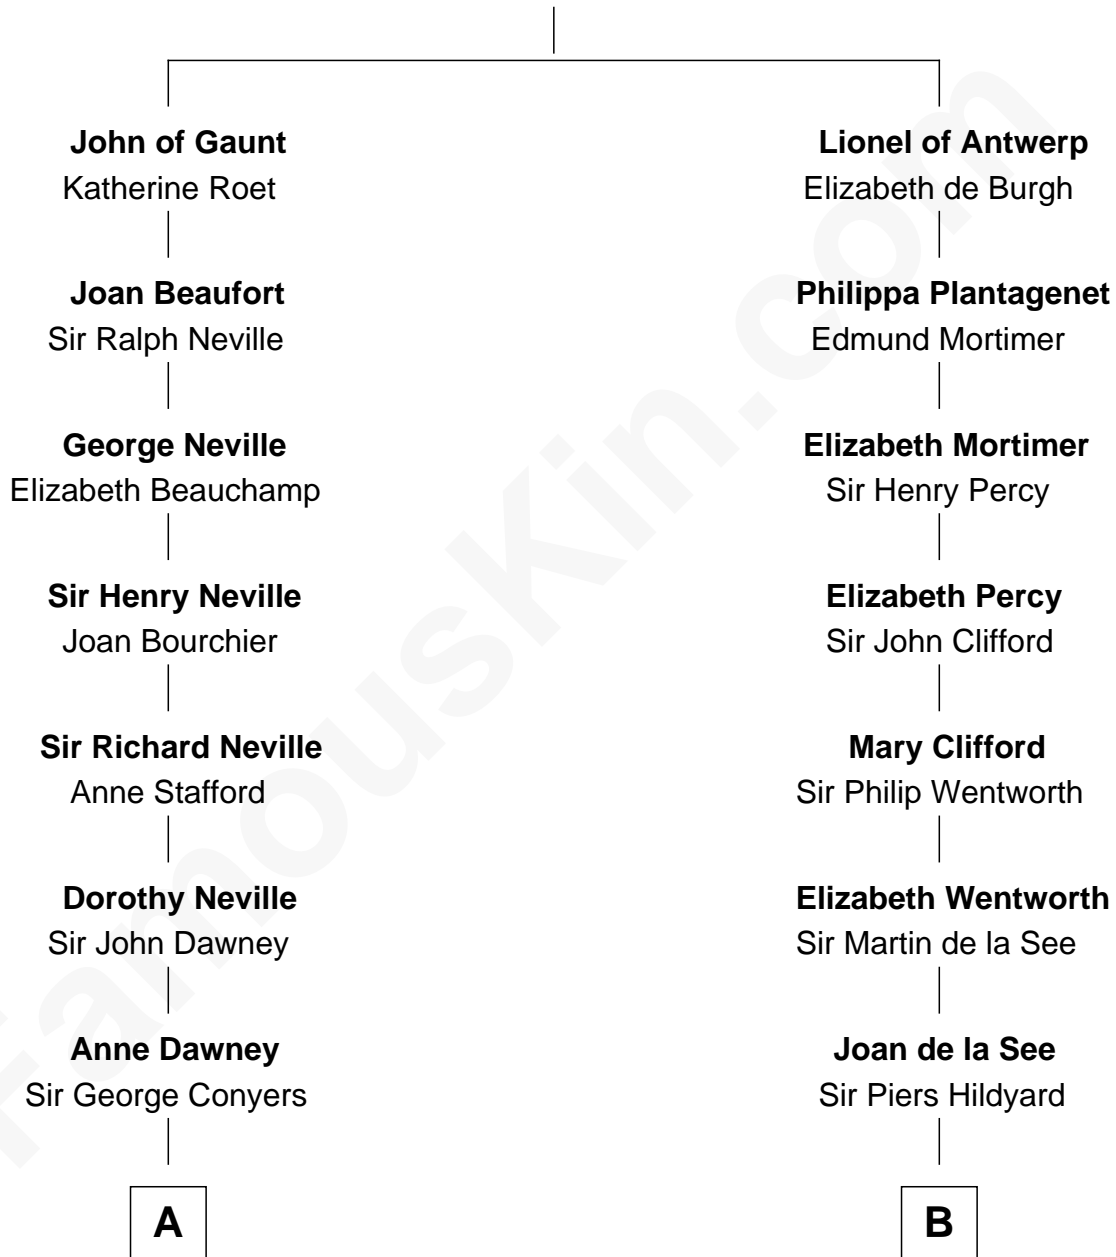 John of Gaunt
Katherine Roet
Joan Beaufort
Sir Ralph Neville
George Neville
Elizabeth Beauchamp
Sir Henry Neville
Joan Bourchier
Sir Richard Neville
Anne Stafford
Dorothy Neville
Sir John Dawney
Anne Dawney
Sir George Conyers
A
Lionel of Antwerp
Elizabeth de Burgh
Philippa Plantagenet
Edmund Mortimer
Elizabeth Mortimer
Sir Henry Percy
Elizabeth Percy
Sir John Clifford
Mary Clifford
Sir Philip Wentworth
Elizabeth Wentworth
Sir Martin de la See
Joan de la See
Sir Piers Hildyard
B
FamousKin.com